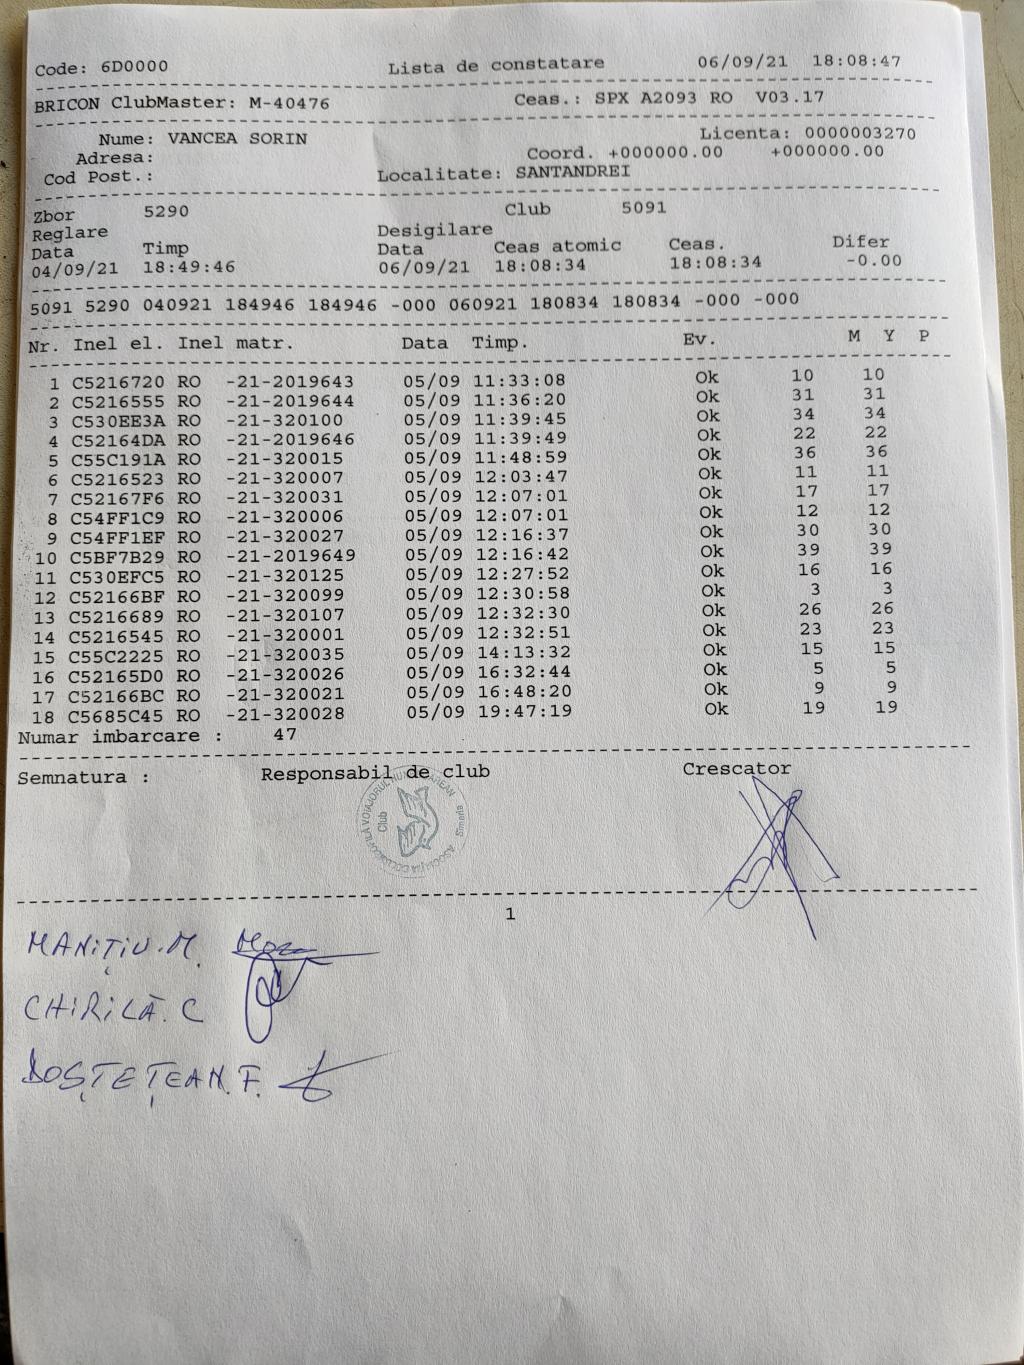 Code: 6D0000 Lista de constatare 06/09/21 18:08:47
BRICON ClubMaster: M-40476 Ceas.: SPX A2093 RO V03.17
Nume: VANCEA SORIN Licenta: 0000003270
Adresa: Coord. +000000.00 +000000.00
Cod Post.: Localitate: SANTANDREI
Zbor 5290 Club 5091
Reglare Desigilare
Data Timp Data Ceas atomic Ceas. Difer
04/09/21 18:49:46 06/09/21 18:08:34 18:08:34 -0.00
5091 5290 040921 184946 184946 -000 060921 180834 180834 -000 -000
Nr. Inel el. Inel matr. Data Timp. Ev. M Y P
1 C5216720 RO -21-2019643 05/09 11:33:08 Ok 10 10
2 C5216555 RO -21-2019644 05/09 11:36:20 Ok 31 31
3 C530EE3A RO -21-320100 05/09 11:39:45 Ok 34 34
4 C52164DA RO -21-2019646 05/09 11:39:49 Ok 22 22
5 C55C191A RO -21-320015 05/09 11:48:59 Ok 36 36
6 C5216523 RO -21-320007 05/09 12:03:47 Ok 11 11
7 C52167F6 RO -21-320031 05/09 12:07:01 Ok 17 17
8 C54FF1C9 RO -21-320006 05/09 12:07:01 Ok 12 12
9 C54FF1EF RO -21-320027 05/09 12:16:37 Ok 30 30
10 C5BF7B29 RO -21-2019649 05/09 12:16:42 Ok 39 39
11 C530EFC5 RO -21-320125 05/09 12:27:52 Ok 16 16
12 C52166BF RO -21-320099 05/09 12:30:58 Ok 3 3
13 C5216689 RO -21-320107 05/09 12:32:30 Ok 26 26
14 C5216545 RO -21-320001 05/09 12:32:51 Ok 23 23
15 C55C2225 RO -21-320035 05/09 14:13:32 Ok 15 15
16 C52165D0 RO -21-320026 05/09 16:32:44 Ok 5 5
17 C52166BC RO -21-320021 05/09 16:48:20 Ok 9 9
18 C5685C45 RO -21-320028 05/09 19:47:19 Ok 19 19
Numar imbarcare : 47
Semnatura : Responsabil de club Crescator
Club
1
MANIȚIU.M.
CHIRILĂ.C
BOȘTEȚEAN.F.